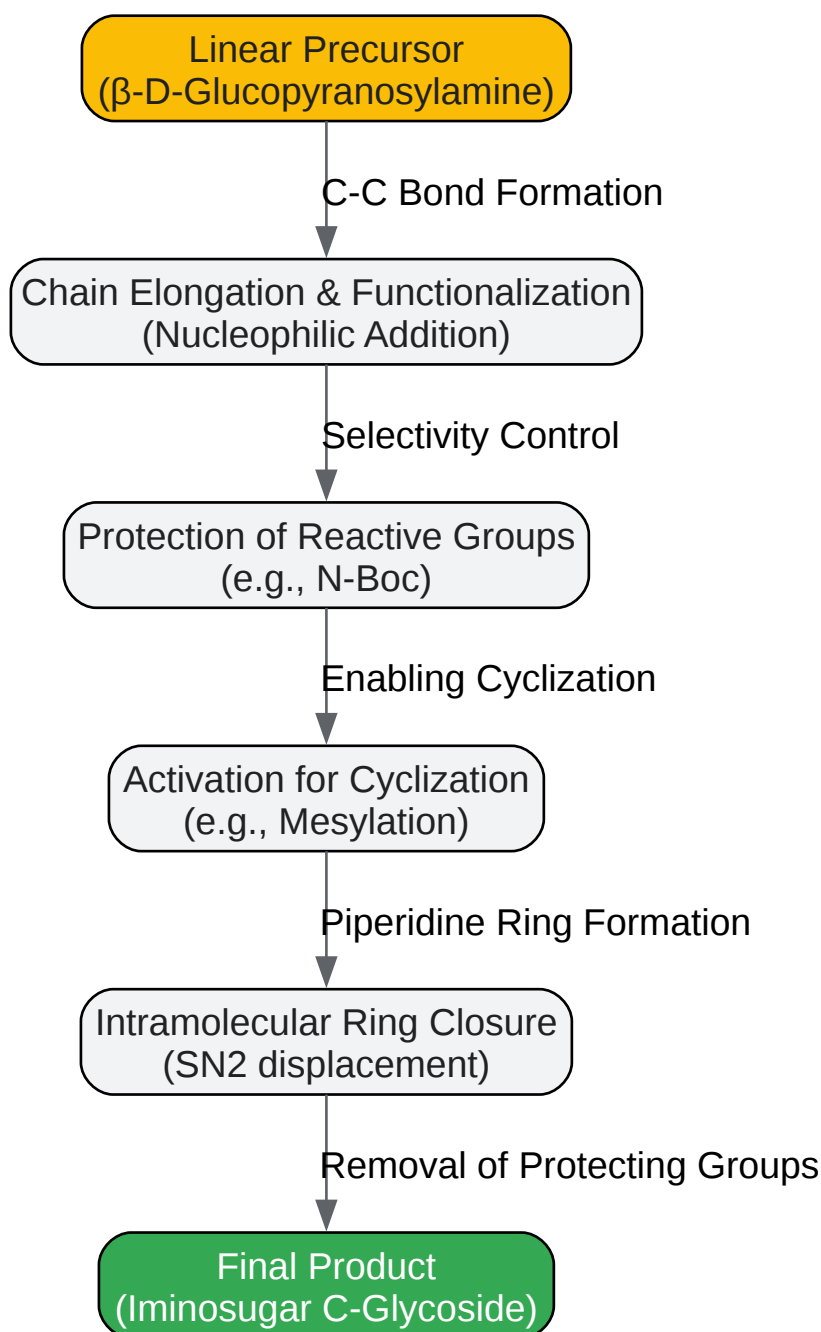 Linear Precursor
(β-D-Glucopyranosylamine)
C-C Bond Formation
Chain Elongation & Functionalization
(Nucleophilic Addition)
Selectivity Control
Protection of Reactive Groups
(e.g., N-Boc)
Enabling Cyclization
Activation for Cyclization
(e.g., Mesylation)
Piperidine Ring Formation
Intramolecular Ring Closure
(SN2 displacement)
Removal of Protecting Groups
Final Product
(Iminosugar C-Glycoside)